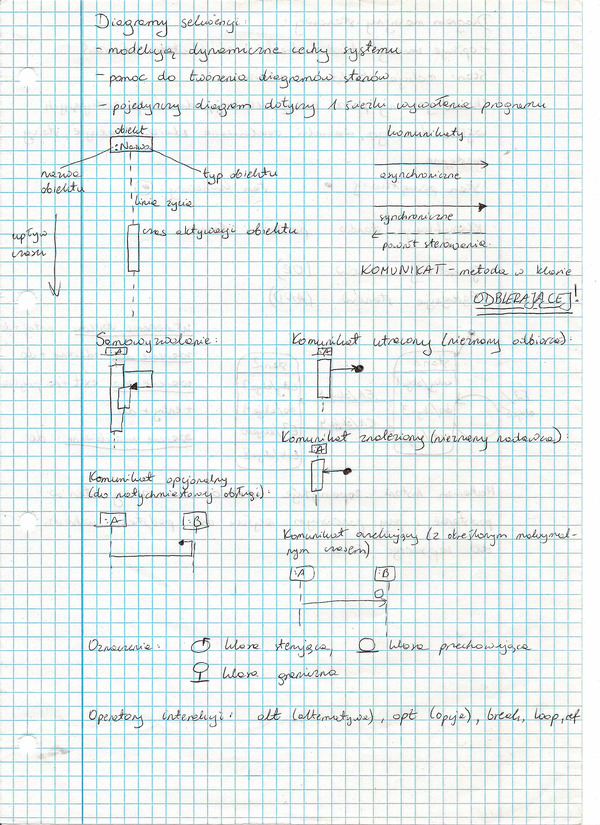 Diagramy sekwencji:
- modelują dynamiczne cechy systemu
- pomoc do tworzenia diagramów stanów
- pojedynczy diagram dotyczy 1 ścieżki wywołania programu
obiekt
:Nazwa
nazwa obiektu
typ obiektu
linia życia
czas aktywacji obiektu
upływ czasu
komunikaty
asynchroniczne
synchroniczne
powrót sterowania
KOMUNIKAT - metoda w klasie
ODBIERAJĄCEJ!
Samowywołanie:
:A
Komunikat utracony (nieznany odbiorca):
:A
Komunikat znaleziony (nieznany nadawca):
:A
Komunikat opcjonalny
(do natychmiastowej obsługi):
:A :B
Komunikat oczekujący (z określonym maksymal-
nym czasem)
:A :B
Oznaczenia: klasa sterująca, klasa przechowująca
klasa graniczna
Operatory interakcji: alt (alternatywa), opt (opcja), break, loop, ref